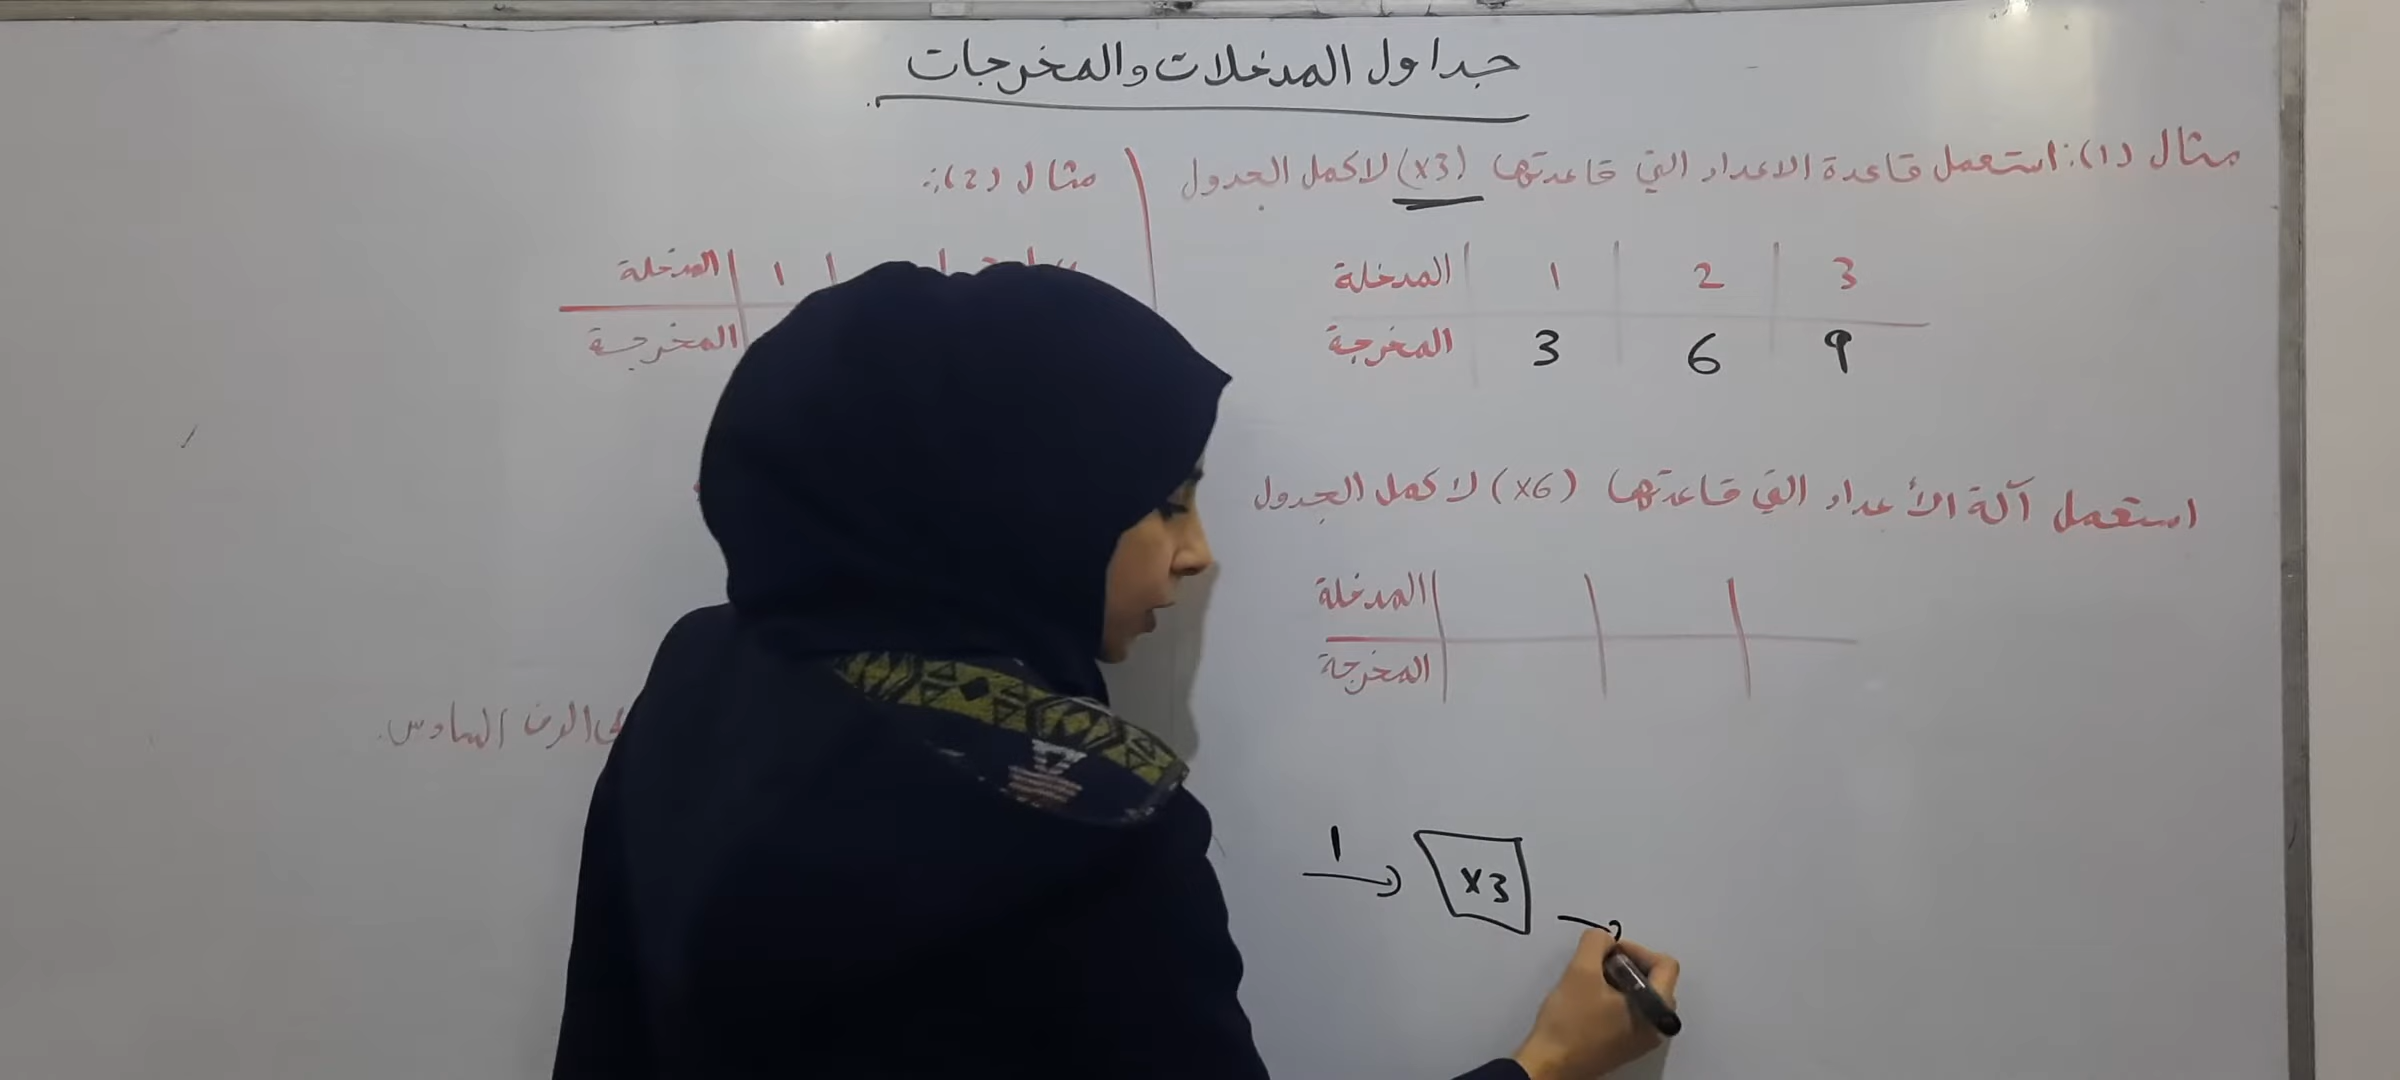 جداول المدخلات والمخرجات
مثال (1): استعمل قاعدة الاعداد التي قاعدتها (x3) لاكمل الجدول
المدخلة 1 2 3
المخرجة 3 6 9
استعمل آلة الأعداد التي قاعدتها (x6) لاكمل الجدول
المدخلة
المخرجة
1 x3
مثال (2):
المدخلة 1
المخرجة
السادس.